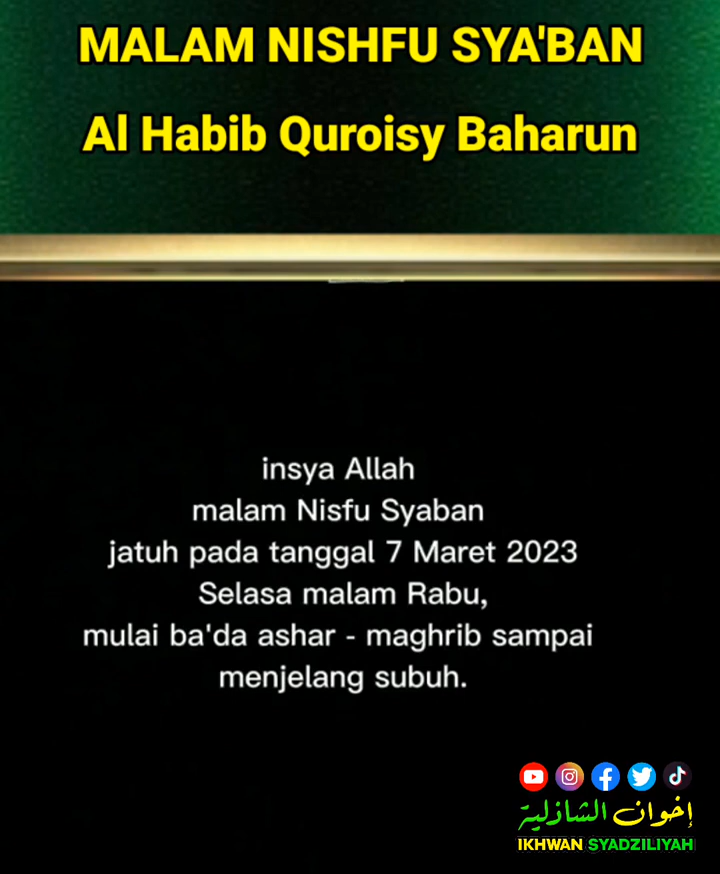 MALAM NISHFU SYA'BAN
Al Habib Quroisy Baharun
insya Allah
malam Nisfu Syaban
jatuh pada tanggal 7 Maret 2023
Selasa malam Rabu,
mulai ba'da ashar - maghrib sampai
menjelang subuh.
إخوان الشاذلية
IKHWAN SYADZILIYAH